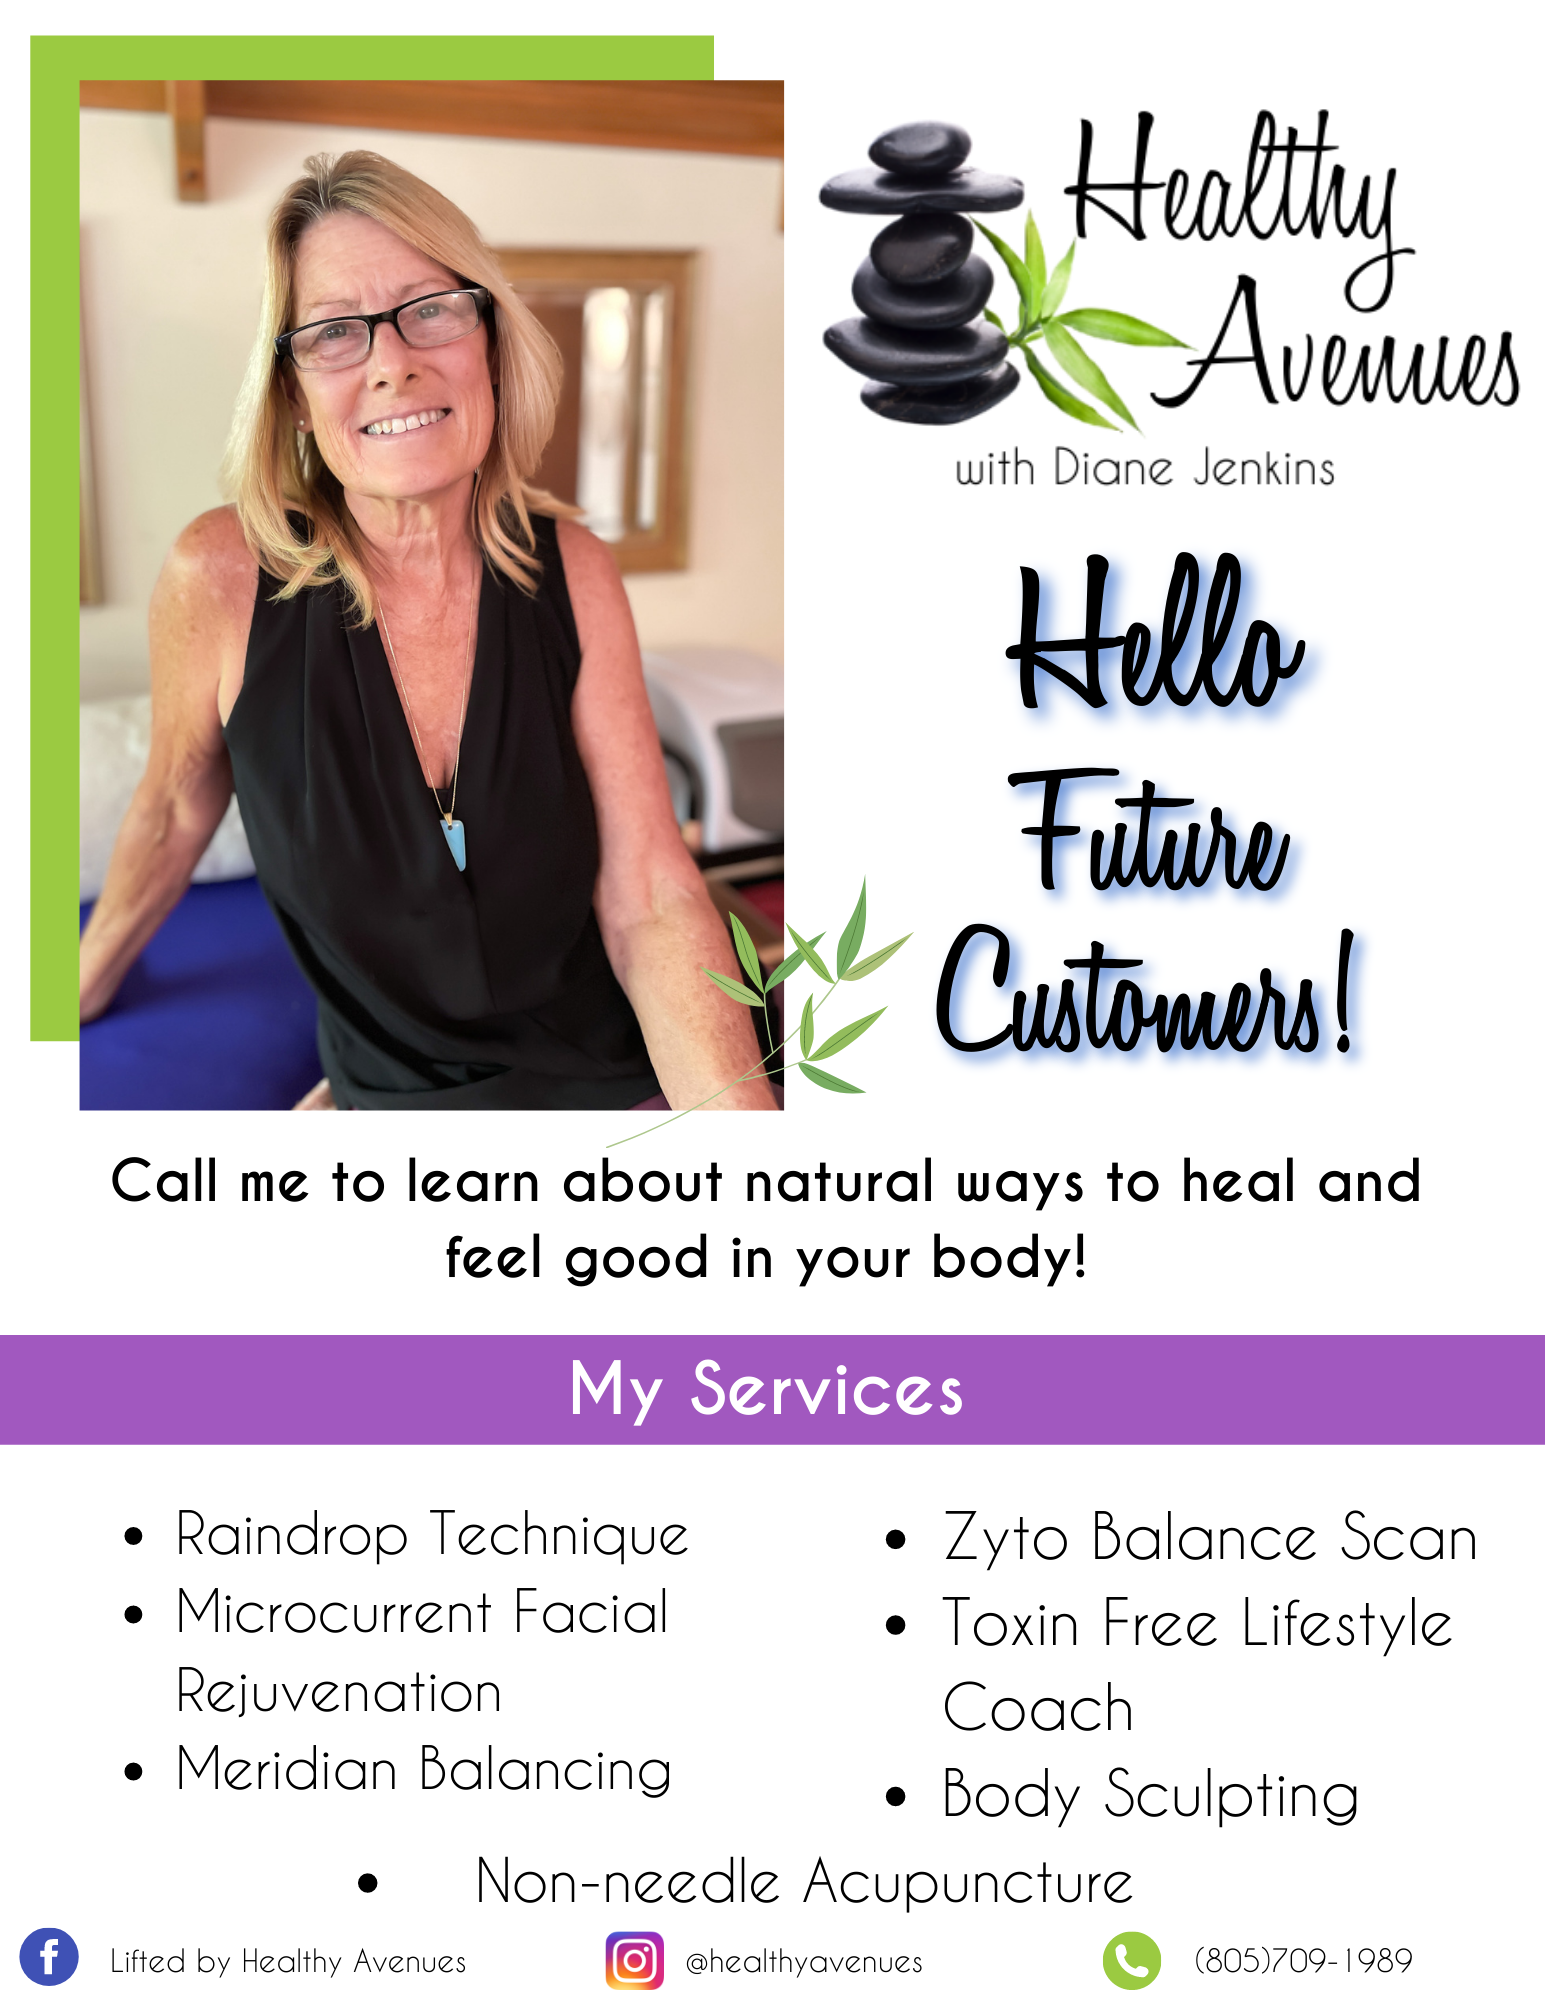 Healthy
Avenues
with Diane Jenkins
Hello
Future
Customers!
Call me to learn about natural ways to heal and
feel good in your body!
My Services
• Raindrop Technique
• Microcurrent Facial
Rejuvenation
• Meridian Balancing
• Zyto Balance Scan
• Toxin Free Lifestyle
Coach
• Body Sculpting
• Non-needle Acupuncture
Lifted by Healthy Avenues
@healthyavenues
(805)709-1989